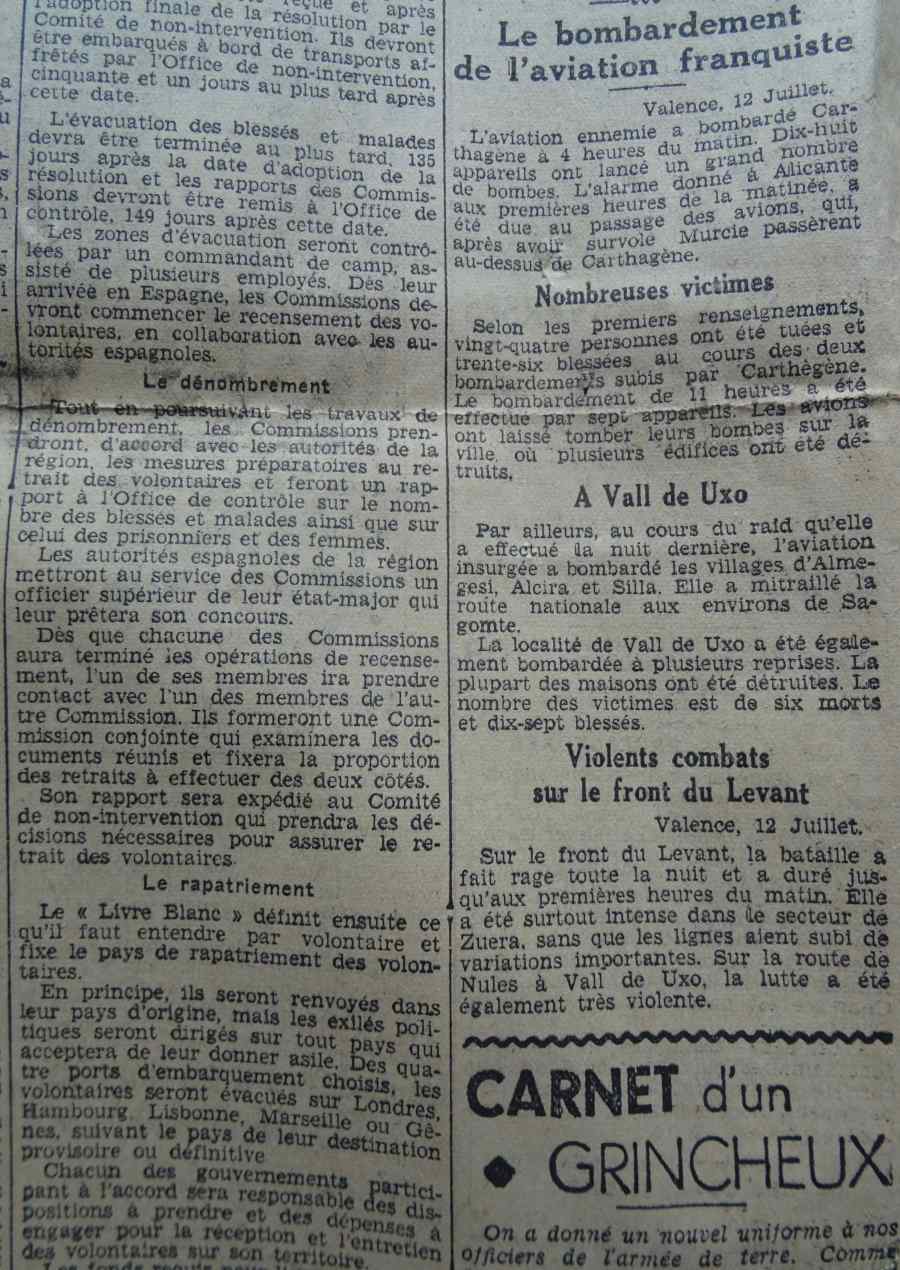 l'adoption finale de la résolution par le
Comité de non-intervention. Ils devront
être embarqués à bord de transports af-
frêtés par l'Office de non-intervention,
cinquante et un jours au plus tard après
cette date.
L'évacuation des blessés et malades
devra être terminée au plus tard, 135
jours après la date d'adoption de la
résolution et les rapports des Commis-
sions devront être remis à l'Office de
contrôle, 149 jours après cette date.
Les zones d'évacuation seront contrô-
lées par un commandant de camp, as-
sisté de plusieurs employés. Dès leur
arrivée en Espagne, les Commissions de-
vront commencer le recensement des vo-
lontaires, en collaboration avec les au-
torités espagnoles.
Le dénombrement
Tout en poursuivant les travaux de
dénombrement, les Commissions pren-
dront, d'accord avec les autorités de la
région, les mesures préparatoires au re-
trait des volontaires et feront un rap-
port à l'Office de contrôle sur le nom-
bre des blessés et malades ainsi que sur
celui des prisonniers et des femmes.
Les autorités espagnoles de la région
mettront au service des Commissions un
officier supérieur de leur état-major qui
leur prêtera son concours.
Dès que chacune des Commissions
aura terminé les opérations de recense-
ment, l'un de ses membres ira prendre
contact avec l'un des membres de l'au-
tre Commission. Ils formeront une Com-
mission conjointe qui examinera les do-
cuments réunis et fixera la proportion
des retraits à effectuer des deux côtés.
Son rapport sera expédié au Comité
de non-intervention qui prendra les dé-
cisions nécessaires pour assurer le re-
trait des volontaires.
Le rapatriement
Le « Livre Blanc » définit ensuite ce
qu'il faut entendre par volontaire et
fixe le pays de rapatriement des volon-
taires.
En principe, ils seront renvoyés dans
leur pays d'origine, mais les exilés poli-
tiques seront dirigés sur tout pays qui
acceptera de leur donner asile. Des qua-
tre ports d'embarquement choisis, les
volontaires seront évacués sur Londres,
Hambourg, Lisbonne, Marseille ou Gê-
nes, suivant le pays de leur destination
provisoire ou définitive
Chacun des gouvernements partici-
pant à l'accord sera responsable des dis-
positions à prendre et des dépenses à
engager pour la réception et l'entretien
des volontaires sur son territoire.
Le bombardement
de l'aviation franquiste
Valence, 12 Juillet.
L'aviation ennemie a bombardé Car-
thagène à 4 heures du matin. Dix-huit
appareils ont lancé un grand nombre
de bombes. L'alarme donné à Alicante
aux premières heures de la matinée, a
été due au passage des avions, qui,
après avoir survolé Murcie passèrent
au-dessus de Carthagène.
Nombreuses victimes
Selon les premiers renseignements,
vingt-quatre personnes ont été tuées et
trente-six blessées au cours des deux
bombardements subis par Carthègène.
Le bombardement de 11 heures a été
effectué par sept appareils. Les avions
ont laissé tomber leurs bombes sur la
ville, où plusieurs édifices ont été dé-
truits.
A Vall de Uxo
Par ailleurs, au cours du raid qu'elle
a effectué la nuit dernière, l'aviation
insurgée a bombardé les villages d'Alme-
gesi, Alcira et Silla. Elle a mitraillé la
route nationale aux environs de Sa-
gomte.
La localité de Vall de Uxo a été égale-
ment bombardée à plusieurs reprises. La
plupart des maisons ont été détruites. Le
nombre des victimes est de six morts
et dix-sept blessés.
Violents combats
sur le front du Levant
Valence, 12 Juillet.
Sur le front du Levant, la bataille a
fait rage toute la nuit et a duré jus-
qu'aux premières heures du matin. Elle
a été surtout intense dans le secteur de
Zuera, sans que les lignes aient subi de
variations importantes. Sur la route de
Nules à Vall de Uxo, la lutte a été
également très violente.
CARNET d'un
GRINCHEUX
On a donné un nouvel uniforme à nos
officiers de l'armée de terre. Comme